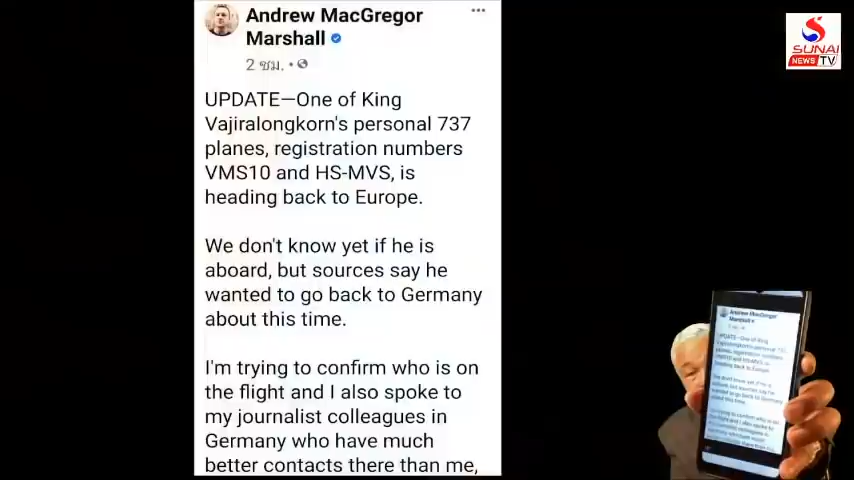 Andrew MacGregor
Marshall
2 ชม.
UPDATE—One of King
Vajiralongkorn's personal 737
planes, registration numbers
VMS10 and HS-MVS, is
heading back to Europe.
We don't know yet if he is
aboard, but sources say he
wanted to go back to Germany
about this time.
I'm trying to confirm who is on
the flight and I also spoke to
my journalist colleagues in
Germany who have much
better contacts there than me,
SUNAI
NEWS TV
Andrew MacGregor
Marshall